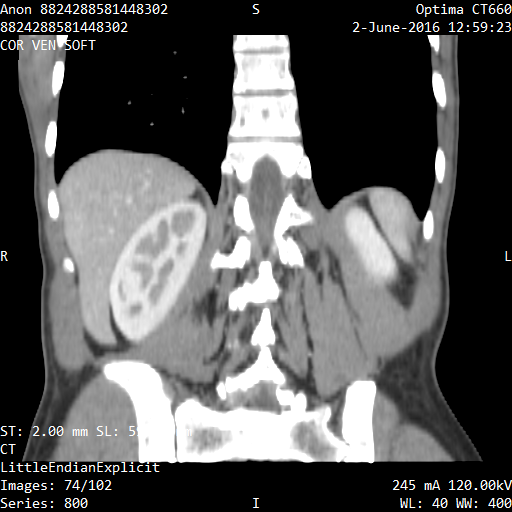 Anon 8824288581448302
S
Optima CT660
8824288581448302
2-June-2016 12:59:23
COR VEN SOFT
R
L
ST: 2.00 mm SL:
CT
LittleEndianExplicit
Images: 74/102
245 mA 120.00kV
Series: 800
I
WL: 40 WW: 400